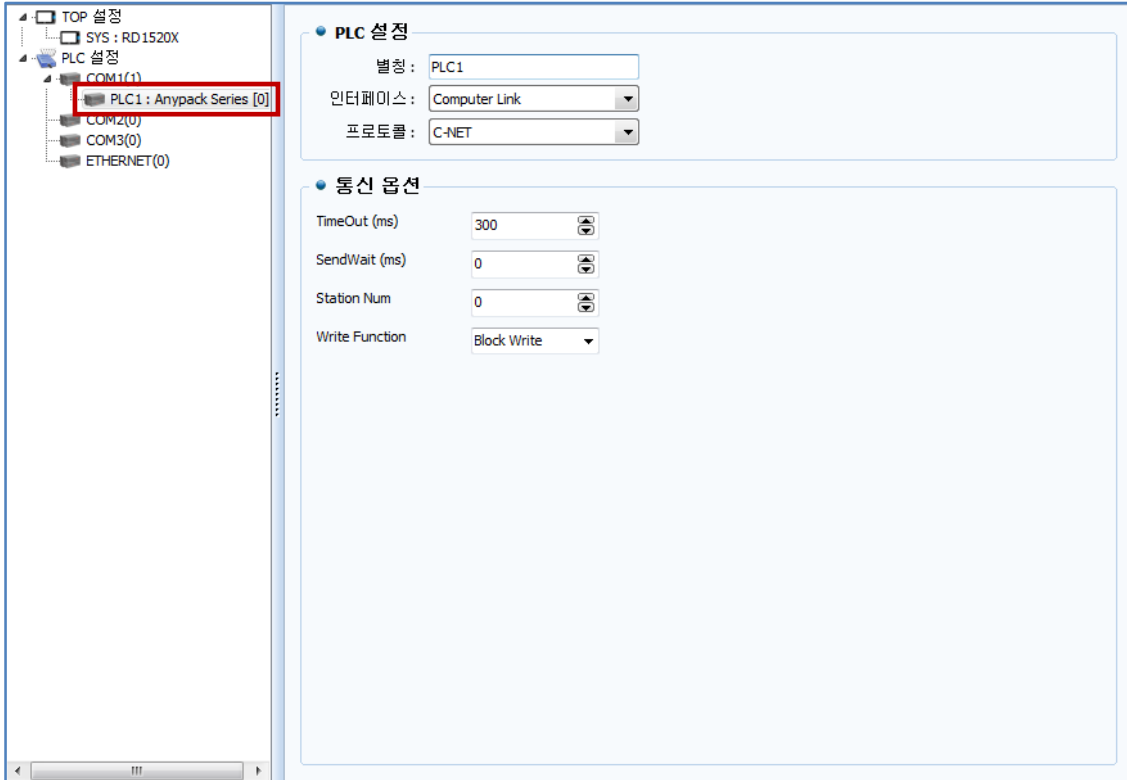 TOP 설정
SYS : RD1520X
PLC 설정
COM1(1)
PLC1 : Anypack Series [0]
COM2(0)
COM3(0)
ETHERNET(0)
PLC 설정
별칭 : PLC1
인터페이스 : Computer Link
프로토콜 : C-NET
통신 옵션
TimeOut (ms) 300
SendWait (ms) 0
Station Num 0
Write Function Block Write